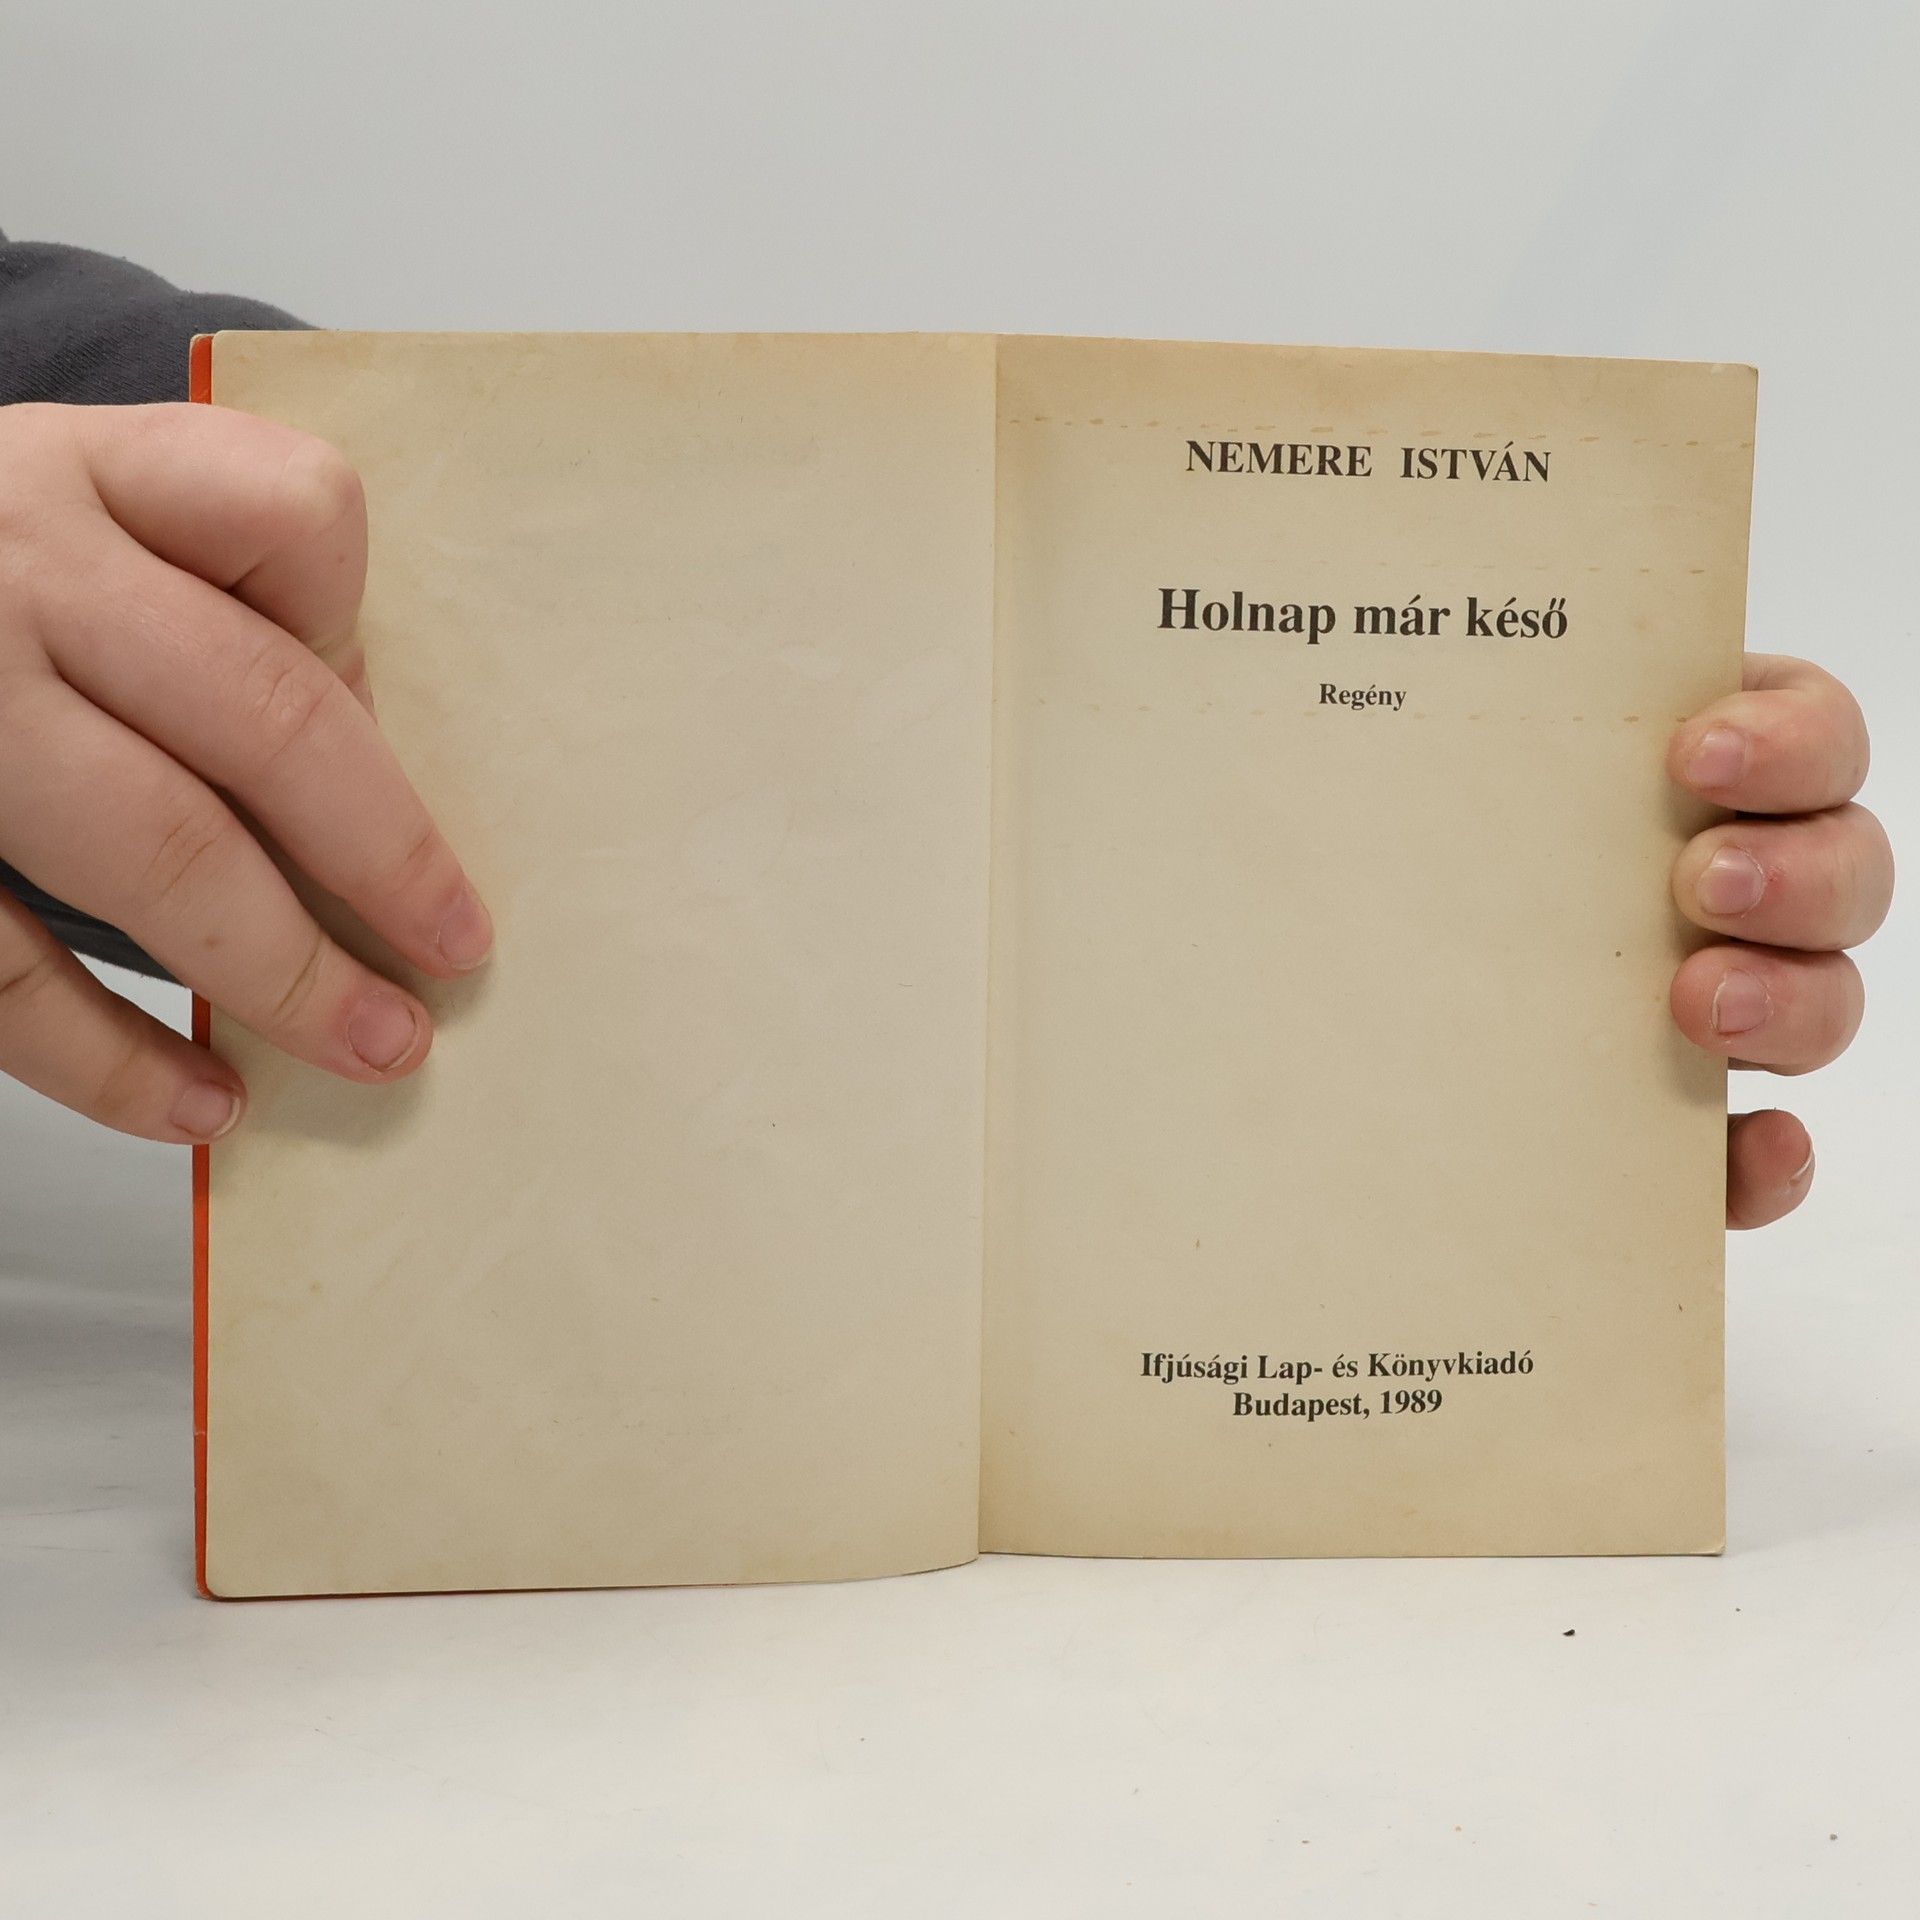 NEMERE ISTVÁN
Holnap már késő
Regény
Ifjúsági Lap- és Könyvkiadó
Budapest, 1989